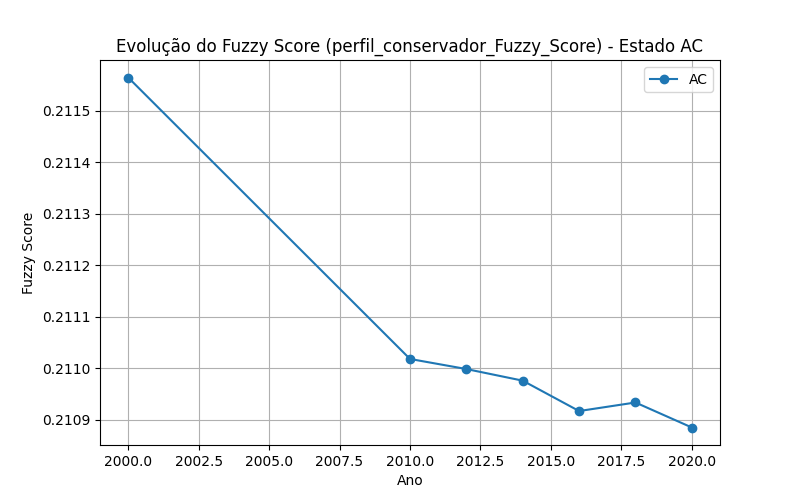 Evolução do Fuzzy Score (perfil_conservador_Fuzzy_Score) - Estado AC
AC
0.2115
0.2114
0.2113
0.2112
0.2111
0.2110
0.2109
Fuzzy Score
2000.0 2002.5 2005.0 2007.5 2010.0 2012.5 2015.0 2017.5 2020.0
Ano